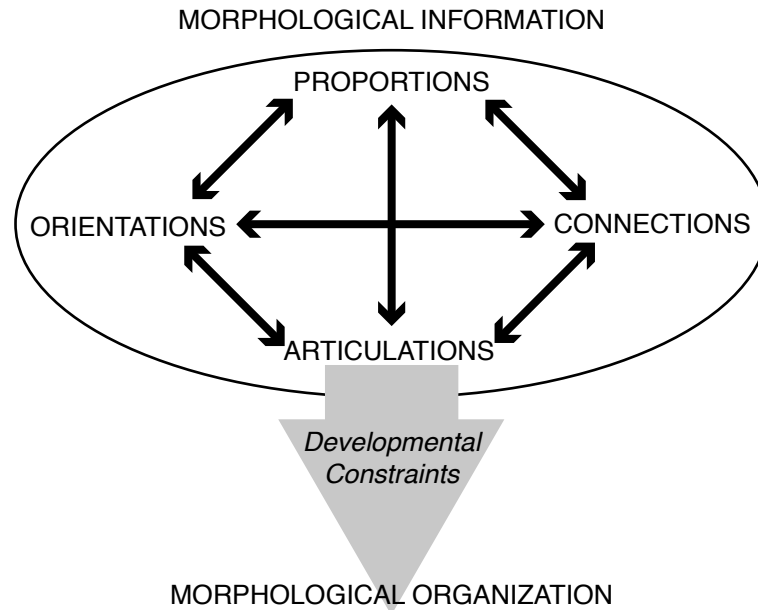 MORPHOLOGICAL INFORMATION
PROPORTIONS
ORIENTATIONS
CONNECTIONS
ARTICULATIONS
Developmental
Constraints
MORPHOLOGICAL ORGANIZATION